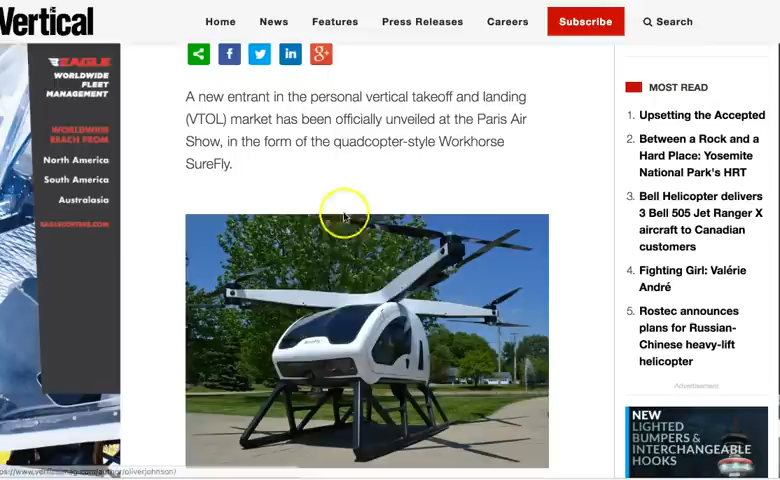 Vertical
Home News Features Press Releases Careers Subscribe Search
EAGLE
WORLDWIDE
FLEET
MANAGEMENT
WORLDWIDE
REACH FROM
North America
South America
Australasia
A new entrant in the personal vertical takeoff and landing
(VTOL) market has been officially unveiled at the Paris Air
Show, in the form of the quadcopter-style Workhorse
SureFly.
MOST READ
1. Upsetting the Accepted
2. Between a Rock and a
Hard Place: Yosemite
National Park's HRT
3. Bell Helicopter delivers
3 Bell 505 Jet Ranger X
aircraft to Canadian
customers
4. Fighting Girl: Valérie
André
5. Rostec announces
plans for Russian-
Chinese heavy-lift
helicopter
Advertisement
NEW
LIGHTED
BUMPERS &
INTERCHANGEABLE
HOOKS